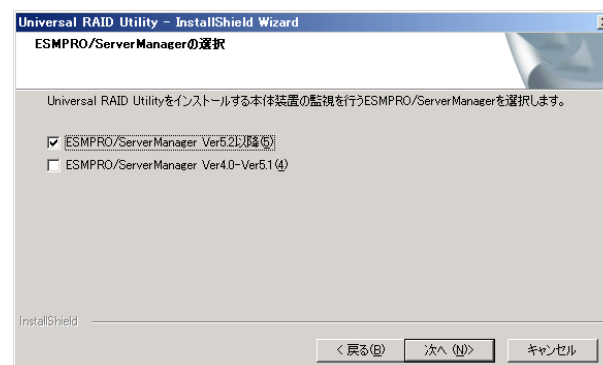 Universal RAID Utility - InstallShield Wizard
ESMPRO/ServerManagerの選択
Universal RAID Utilityをインストールする本体装置の監視を行うESMPRO/ServerManagerを選択します。
ESMPRO/ServerManager Ver5.2以降(5)
ESMPRO/ServerManager Ver4.0-Ver5.1(4)
InstallShield
< 戻る(B)
次へ (N)>
キャンセル